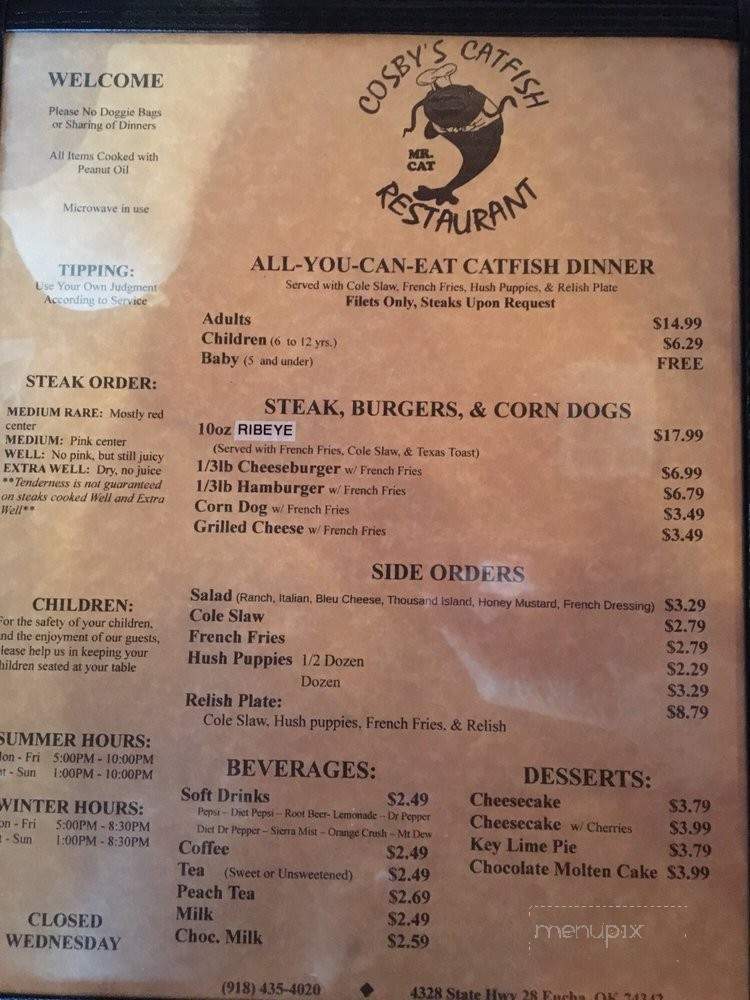 WELCOME
Please No Doggie Bags
or Sharing of Dinners
All Items Cooked with
Peanut Oil
Microwave in use
TIPPING:
Use Your Own Judgment
According to Service
STEAK ORDER:
MEDIUM RARE: Mostly red
center
MEDIUM: Pink center
WELL: No pink, but still juicy
EXTRA WELL: Dry, no juice
**Tenderness is not guaranteed
on steaks cooked Well and Extra
Well**
CHILDREN:
For the safety of your children,
and the enjoyment of our guests,
please help us in keeping your
children seated at your table
SUMMER HOURS:
Mon - Fri 5:00PM - 10:00PM
Sat - Sun 1:00PM - 10:00PM
WINTER HOURS:
Mon - Fri 5:00PM - 8:30PM
Sat - Sun 1:00PM - 8:30PM
CLOSED
WEDNESDAY
COSBY'S CATFISH
MR.
CAT
RESTAURANT
ALL-YOU-CAN-EAT CATFISH DINNER
Served with Cole Slaw, French Fries, Hush Puppies, & Relish Plate
Filets Only, Steaks Upon Request
Adults $14.99
Children (6 to 12 yrs.) $6.29
Baby (5 and under) FREE
STEAK, BURGERS, & CORN DOGS
10oz RIBEYE $17.99
(Served with French Fries, Cole Slaw, & Texas Toast)
1/3lb Cheeseburger w/ French Fries $6.99
1/3lb Hamburger w/ French Fries $6.79
Corn Dog w/ French Fries $3.49
Grilled Cheese w/ French Fries $3.49
SIDE ORDERS
Salad (Ranch, Italian, Bleu Cheese, Thousand Island, Honey Mustard, French Dressing) $3.29
Cole Slaw $2.79
French Fries $2.79
Hush Puppies 1/2 Dozen $2.29
Dozen $3.29
Relish Plate: $8.79
Cole Slaw, Hush puppies, French Fries, & Relish
BEVERAGES:
Soft Drinks $2.49
Pepsi – Diet Pepsi – Root Beer- Lemonade – Dr Pepper
Diet Dr Pepper – Sierra Mist – Orange Crush – Mt Dew
Coffee $2.49
Tea (Sweet or Unsweetened) $2.49
Peach Tea $2.69
Milk $2.49
Choc. Milk $2.59
DESSERTS:
Cheesecake $3.79
Cheesecake w/ Cherries $3.99
Key Lime Pie $3.79
Chocolate Molten Cake $3.99
menupix
(918) 435-4020 ◆ 4328 State Hwy 28 Eucha, OK 74342